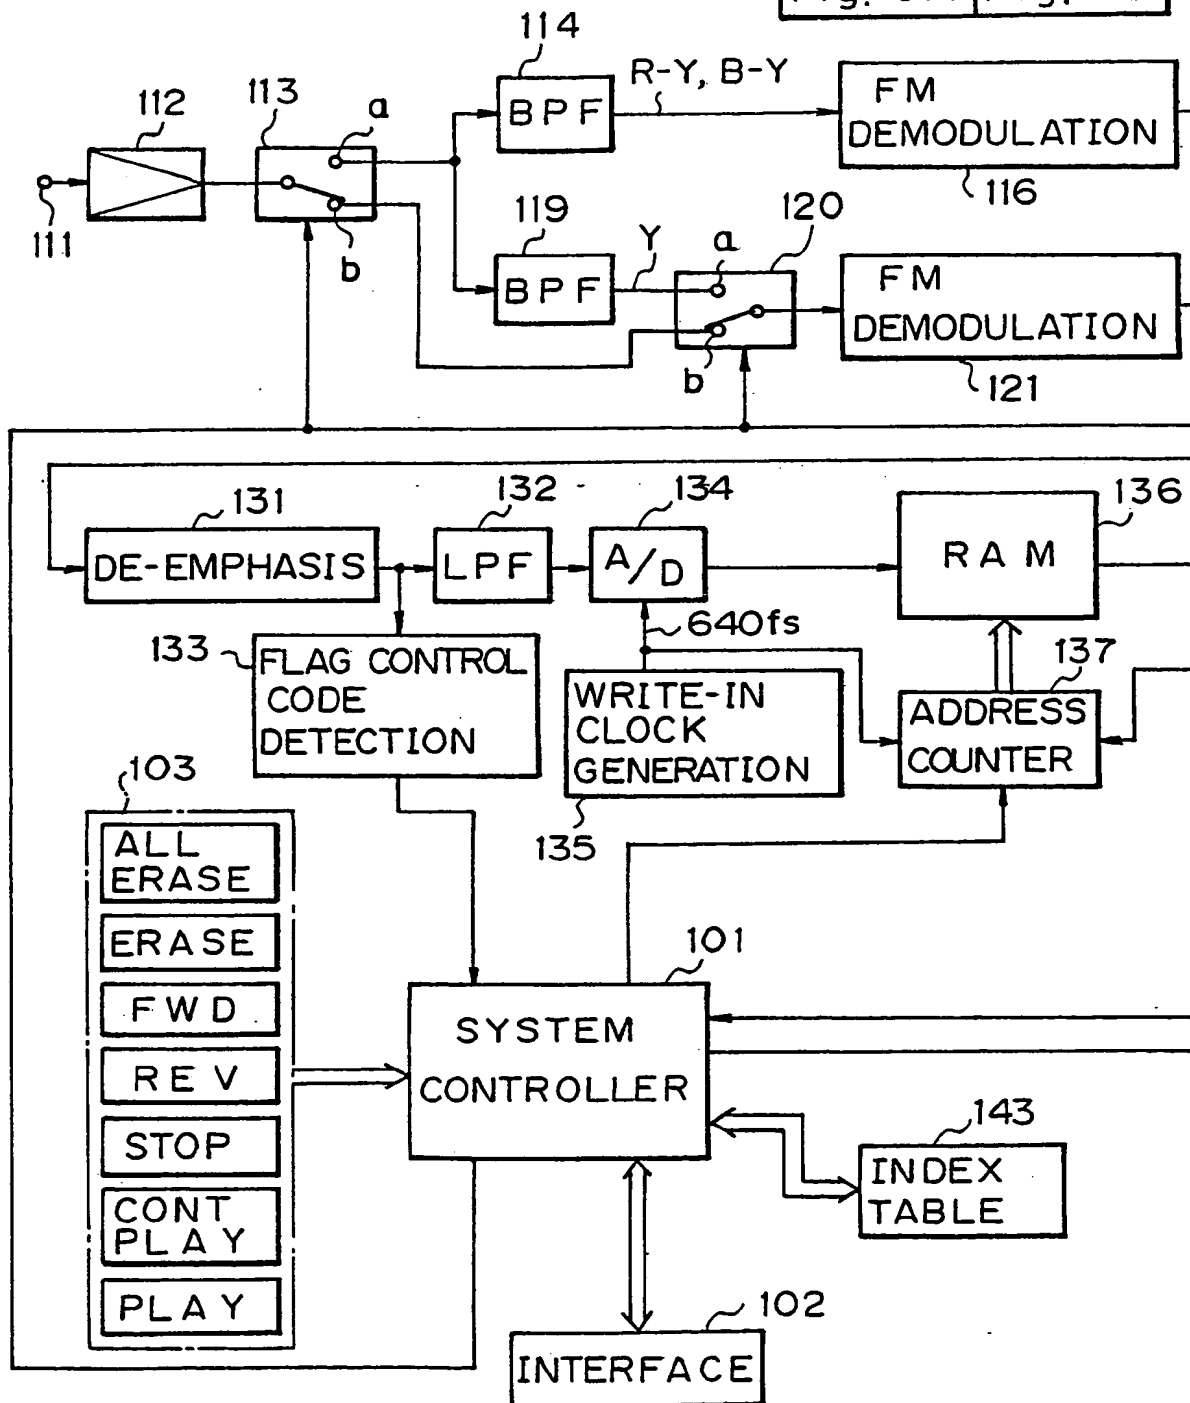 114
R-Y, B-Y
112
113
a
BPF
FM
DEMODULATION
116
111
b
119
Y
a
120
BPF
FM
DEMODULATION
b
121
131
132
134
136
DE-EMPHASIS
LPF
A/D
RAM
640fs
133
FLAG CONTROL
CODE
DETECTION
WRITE-IN
CLOCK
GENERATION
135
137
ADDRESS
COUNTER
103
ALL
ERASE
ERASE
FWD
REV
STOP
CONT
PLAY
PLAY
101
SYSTEM
CONTROLLER
143
INDEX
TABLE
102
INTERFACE